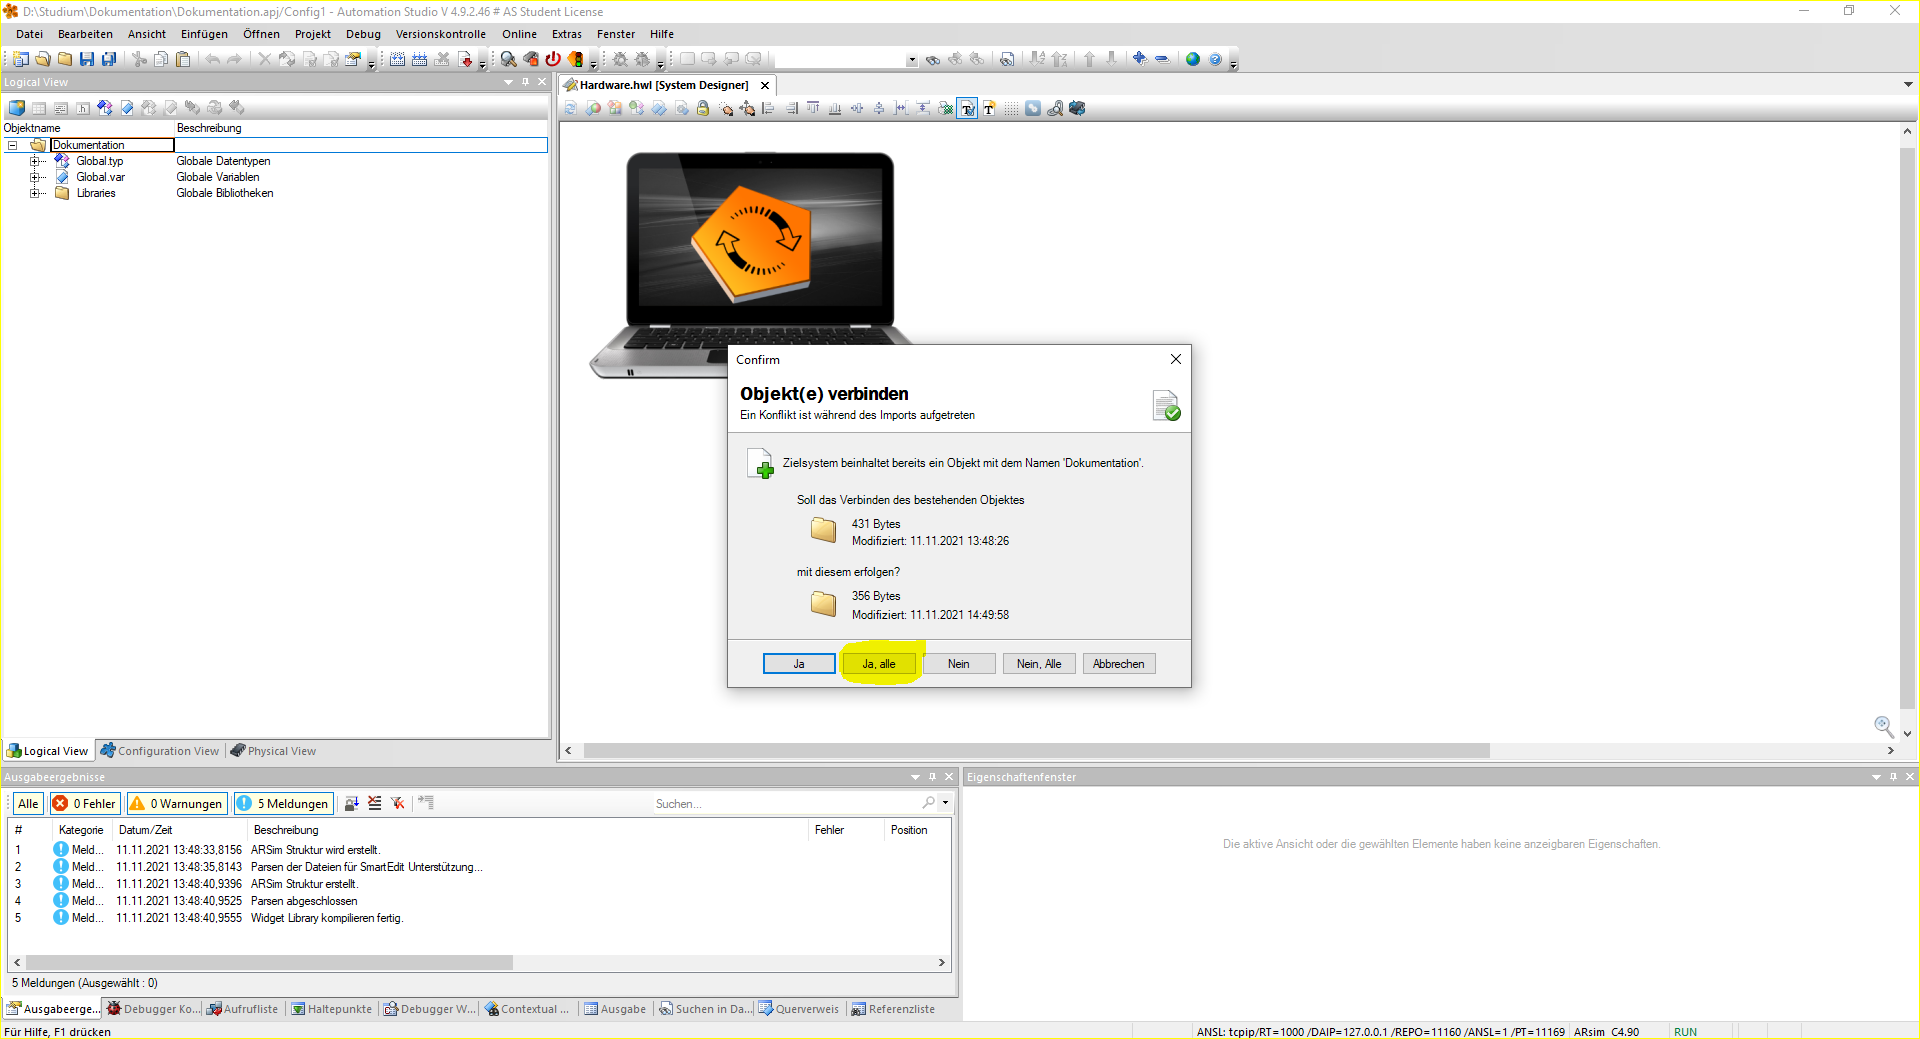 D:\Studium\Dokumentation\Dokumentation.apj/Config1 - Automation Studio V 4.9.2.46 # AS Student License
Datei Bearbeiten Ansicht Einfügen Öffnen Projekt Debug Versionskontrolle Online Extras Fenster Hilfe
Logical View
Hardware.hwl [System Designer]
Objektname Beschreibung
Dokumentation
Global.typ Globale Datentypen
Global.var Globale Variablen
Libraries Globale Bibliotheken
Confirm
Objekt(e) verbinden
Ein Konflikt ist während des Imports aufgetreten
Zielsystem beinhaltet bereits ein Objekt mit dem Namen 'Dokumentation'.
Soll das Verbinden des bestehenden Objektes
431 Bytes
Modifiziert: 11.11.2021 13:48:26
mit diesem erfolgen?
356 Bytes
Modifiziert: 11.11.2021 14:49:58
Ja Ja, alle Nein Nein, Alle Abbrechen
Logical View Configuration View Physical View
Ausgabeergebnisse
Alle 0 Fehler 0 Warnungen 5 Meldungen Suchen...
# Kategorie Datum/Zeit Beschreibung Fehler Position
1 Meld... 11.11.2021 13:48:33,8156 ARSim Struktur wird erstellt.
2 Meld... 11.11.2021 13:48:35,8143 Parsen der Dateien für SmartEdit Unterstützung...
3 Meld... 11.11.2021 13:48:40,9396 ARSim Struktur erstellt.
4 Meld... 11.11.2021 13:48:40,9525 Parsen abgeschlossen
5 Meld... 11.11.2021 13:48:40,9555 Widget Library kompilieren fertig.
5 Meldungen (Ausgewählt : 0)
Ausgabeerge... Debugger Ko... Aufrufliste Haltepunkte Debugger W... Contextual ... Ausgabe Suchen in Da... Querverweis Referenzliste
Eigenschaftenfenster
Die aktive Ansicht oder die gewählten Elemente haben keine anzeigbaren Eigenschaften.
Für Hilfe, F1 drücken
ANSL: tcpip/RT=1000 /DAIP=127.0.0.1 /REPO=11160 /ANSL=1 /PT=11169 ARsim C4.90 RUN